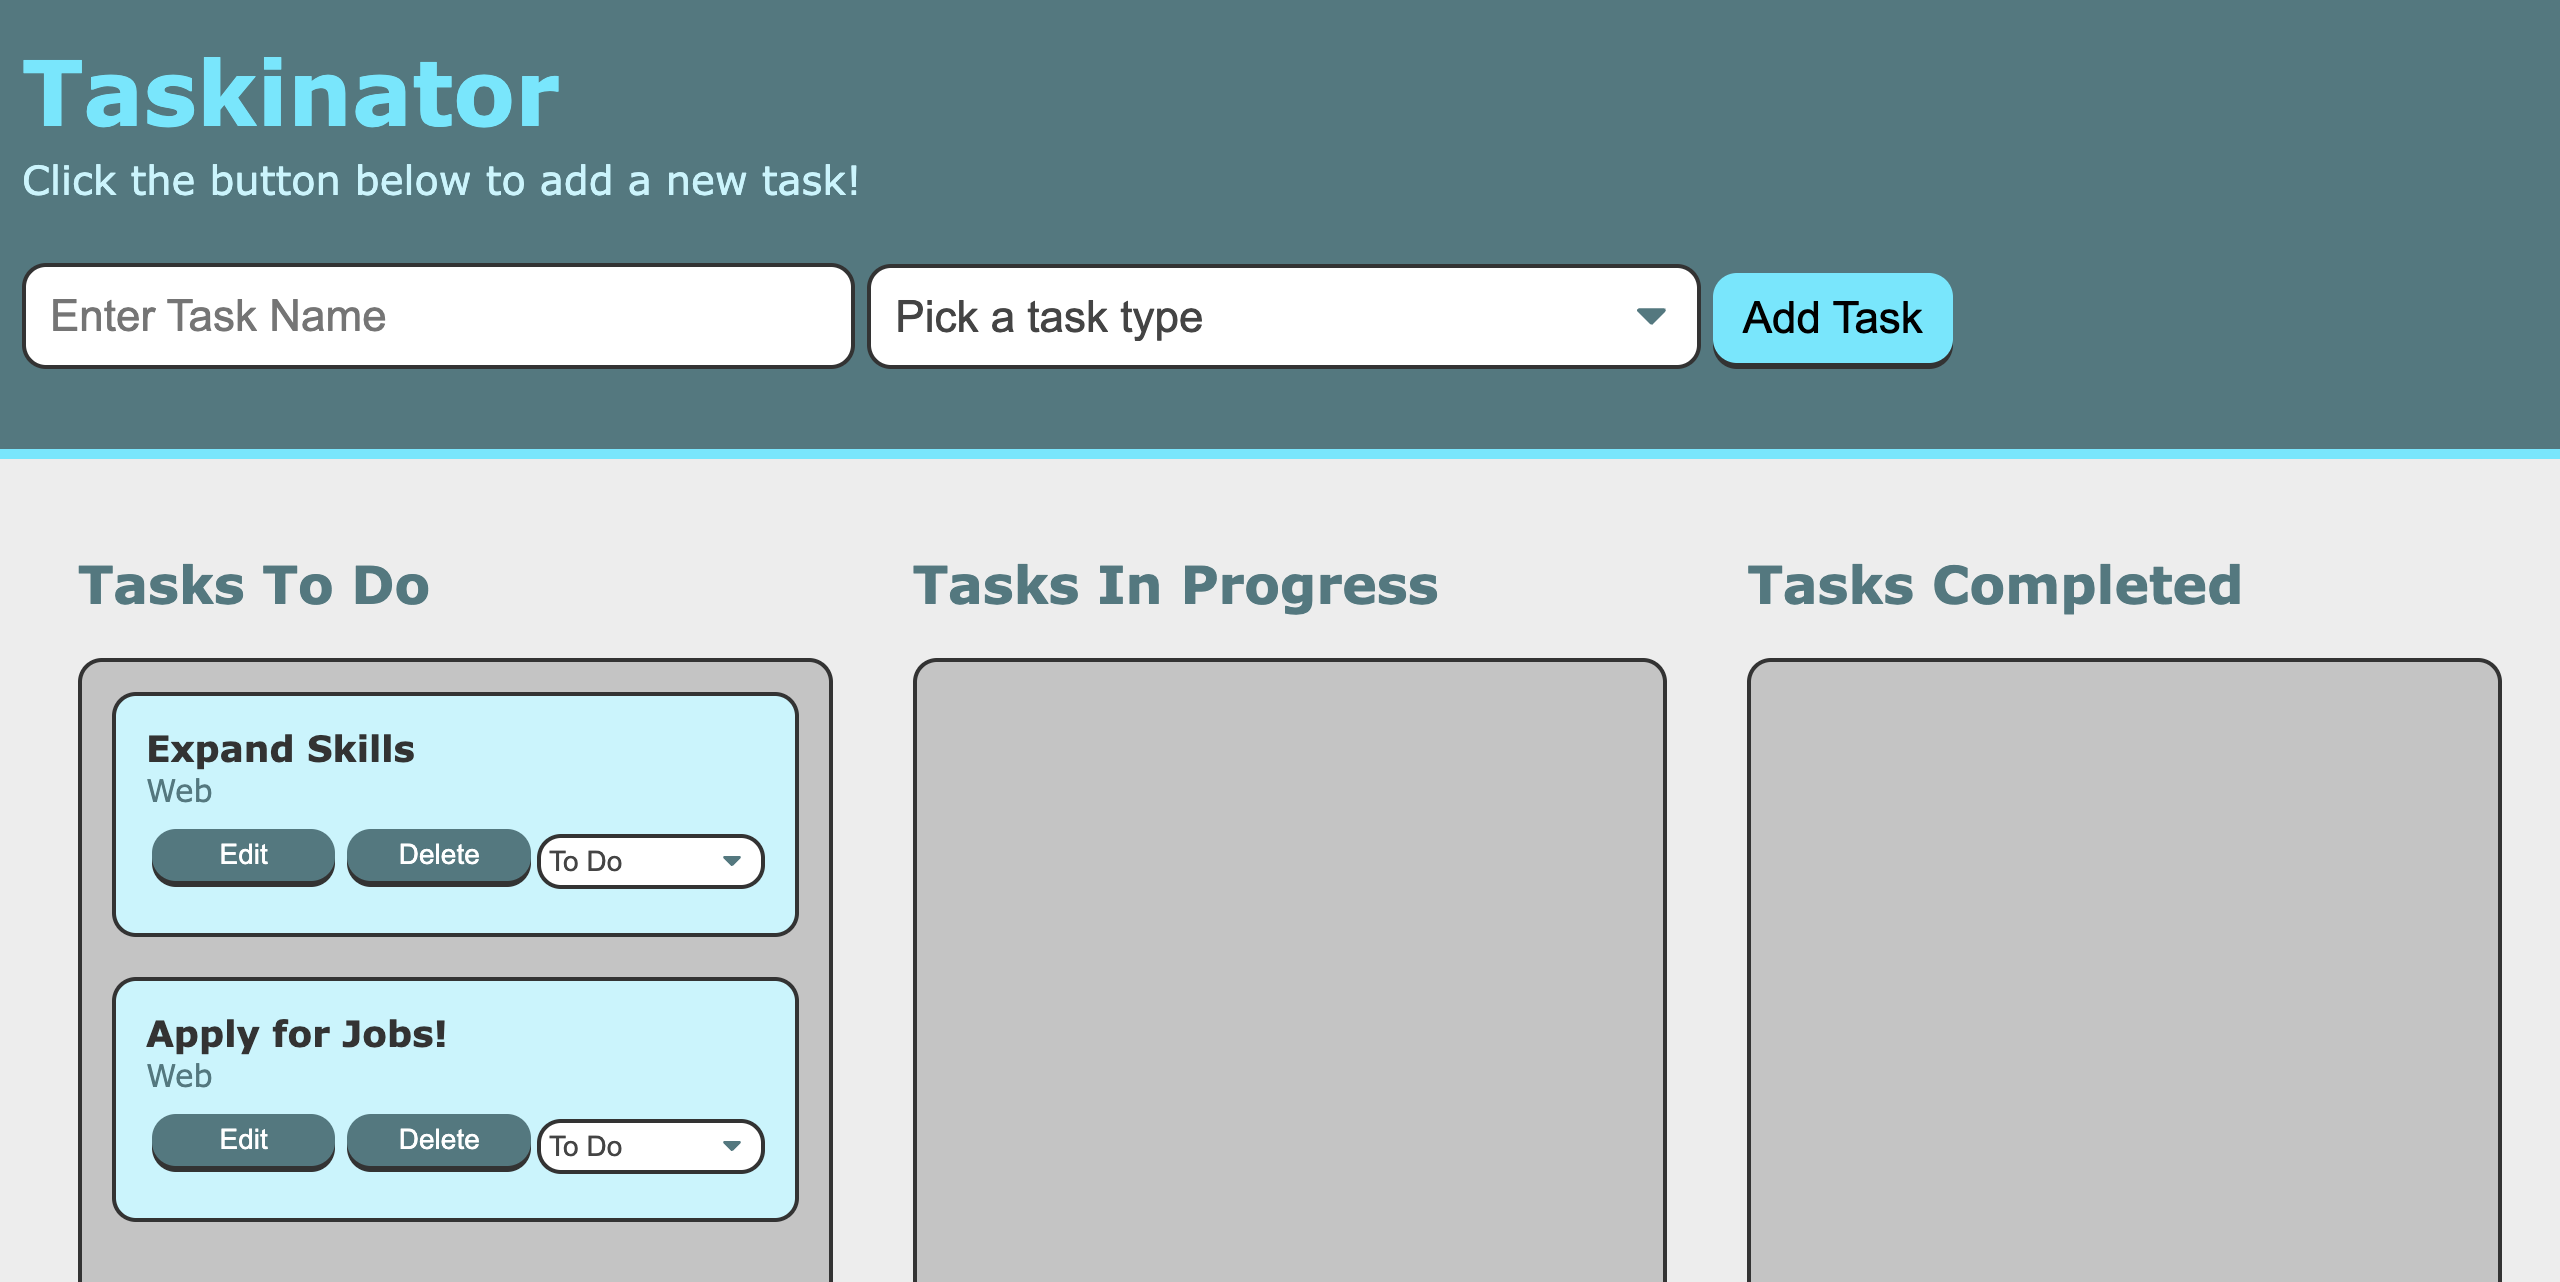 Taskinator
Click the button below to add a new task!
Enter Task Name
Pick a task type
Add Task
Tasks To Do
Tasks In Progress
Tasks Completed
Expand Skills
Web
Edit
Delete
To Do
Apply for Jobs!
Web
Edit
Delete
To Do